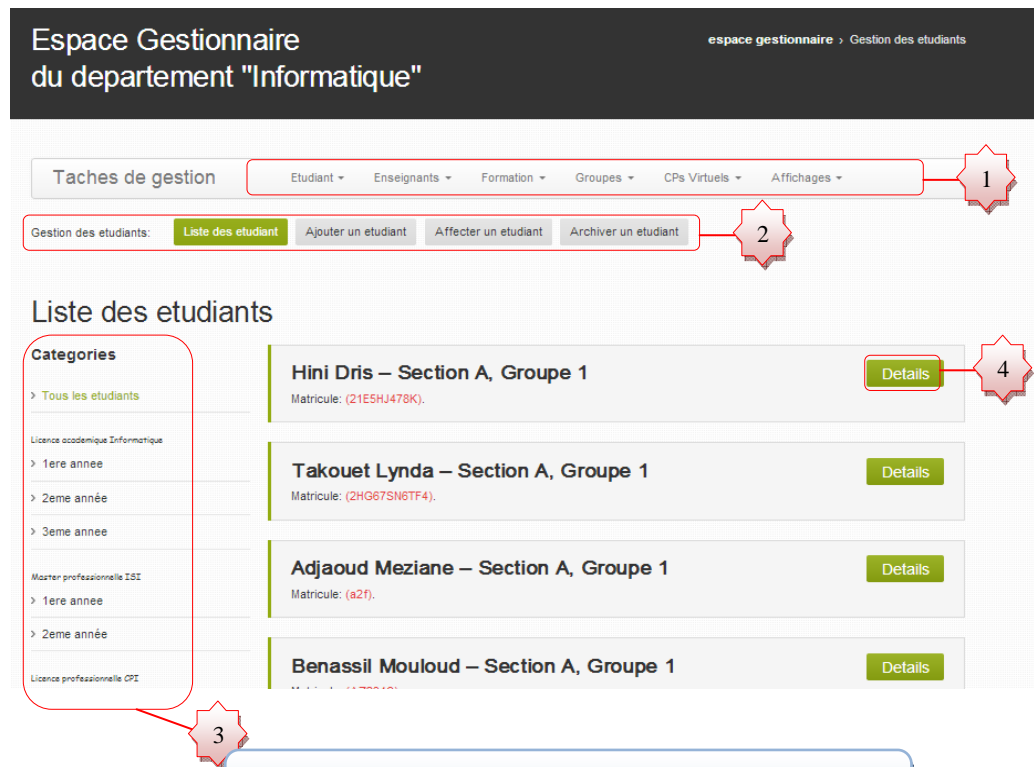 Espace Gestionnaire
du departement "Informatique"
espace gestionnaire › Gestion des etudiants
Taches de gestion
Etudiant Enseignants Formation Groupes CPs Virtuels Affichages
1
Gestion des etudiants: Liste des etudiant Ajouter un etudiant Affecter un etudiant Archiver un etudiant
2
Liste des etudiants
Categories
› Tous les etudiants
Licence academique Informatique
› 1ere annee
› 2eme année
› 3eme annee
Master professionnelle ISI
› 1ere annee
› 2eme année
Licence professionnelle CPI
Hini Dris – Section A, Groupe 1
Matricule: (21E5HJ478K).
Details
4
Takouet Lynda – Section A, Groupe 1
Matricule: (2HG67SN6TF4).
Details
Adjaoud Meziane – Section A, Groupe 1
Matricule: (a2f).
Details
Benassil Mouloud – Section A, Groupe 1
Details
3